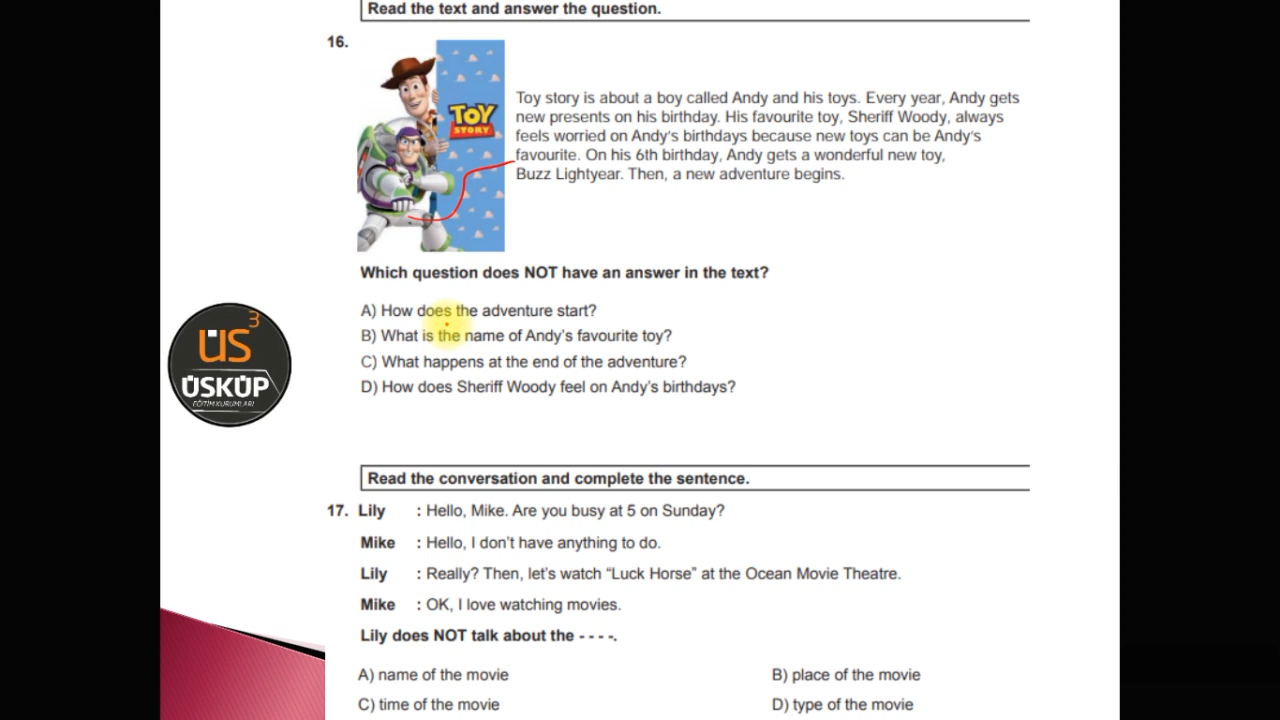 Read the text and answer the question.
16.
TOY
STORY
Toy story is about a boy called Andy and his toys. Every year, Andy gets
new presents on his birthday. His favourite toy, Sheriff Woody, always
feels worried on Andy's birthdays because new toys can be Andy's
favourite. On his 6th birthday, Andy gets a wonderful new toy,
Buzz Lightyear. Then, a new adventure begins.
Which question does NOT have an answer in the text?
A) How does the adventure start?
B) What is the name of Andy's favourite toy?
C) What happens at the end of the adventure?
D) How does Sheriff Woody feel on Andy's birthdays?
ÜS3
ÜSKÜP
EĞİTİM KURUMLARI
Read the conversation and complete the sentence.
17. Lily : Hello, Mike. Are you busy at 5 on Sunday?
Mike : Hello, I don't have anything to do.
Lily : Really? Then, let's watch “Luck Horse” at the Ocean Movie Theatre.
Mike : OK, I love watching movies.
Lily does NOT talk about the - - - -.
A) name of the movie B) place of the movie
C) time of the movie D) type of the movie